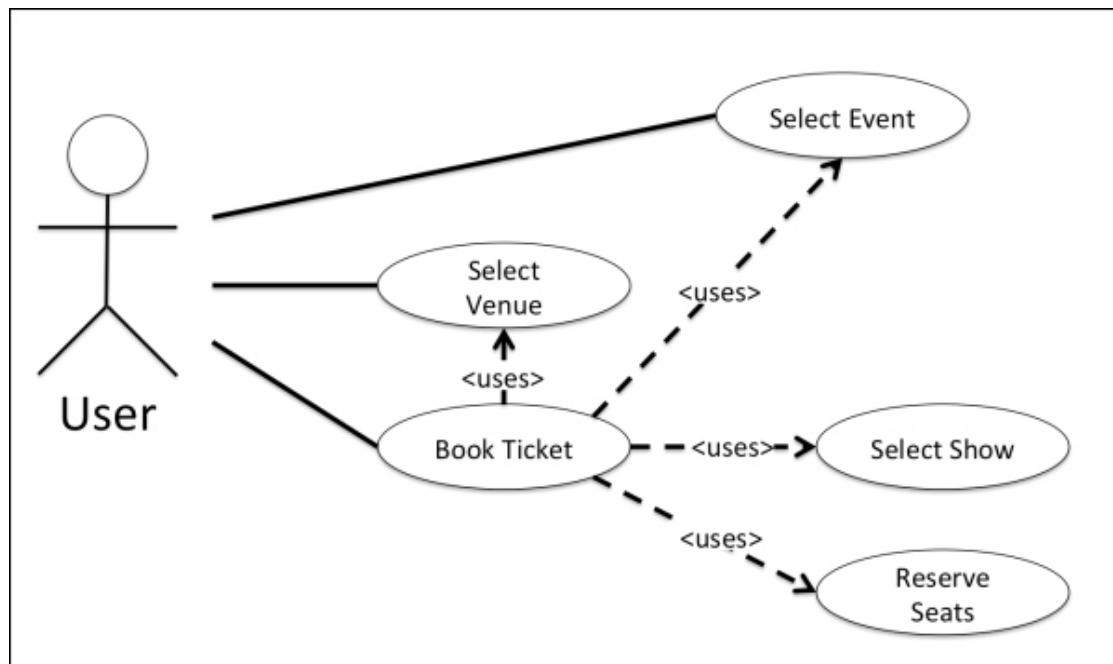 Select Event
<uses>
Select
Venue
<uses>
User
Book Ticket
<uses>
Select Show
<uses>
Reserve
Seats